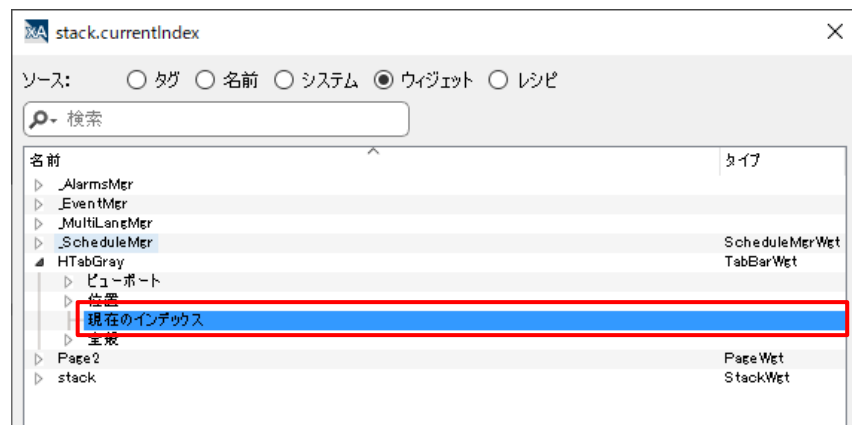 stack.currentIndex
ソース: タグ 名前 システム ウィジェット レシピ
検索
名前 タイプ
_AlarmsMgr
_EventMgr
_MultiLangMgr
_ScheduleMgr ScheduleMgrWgt
HTabGray TabBarWgt
ビューポート
位置
現在のインデックス
全般
Page2 PageWgt
stack StackWgt